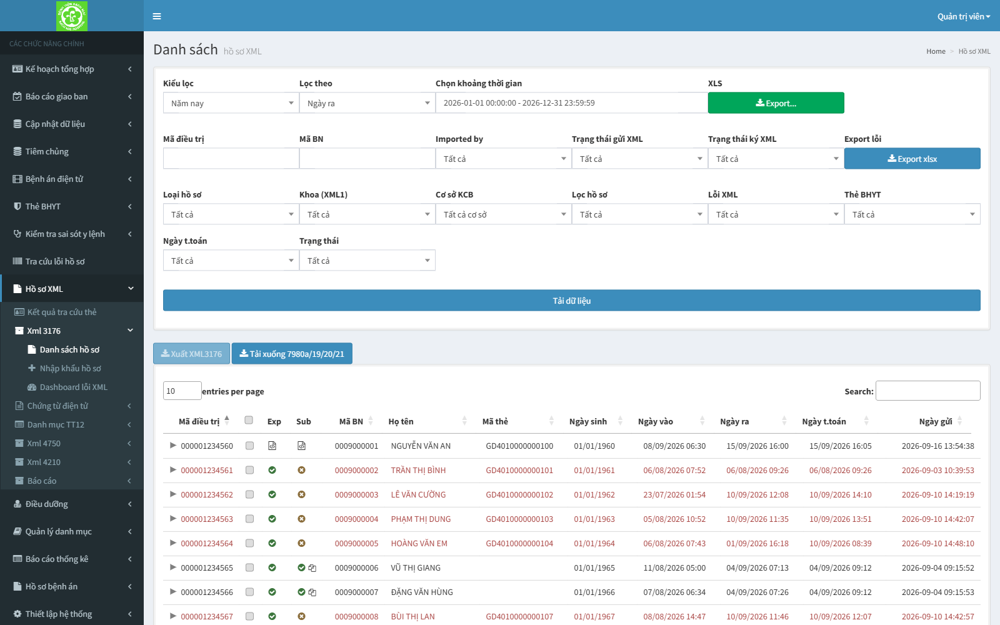 Quản trị viên
CÁC CHỨC NĂNG CHÍNH
Kế hoạch tổng hợp
Báo cáo giao ban
Cập nhật dữ liệu
Tiêm chủng
Bệnh án điện tử
Thẻ BHYT
Kiểm tra sai sót y lệnh
Tra cứu lỗi hồ sơ
Hồ sơ XML
Kết quả tra cứu thẻ
Xml 3176
Danh sách hồ sơ
Nhập khẩu hồ sơ
Dashboard lỗi XML
Chứng từ điện tử
Danh mục TT12
Xml 4750
Xml 4210
Báo cáo
Điều dưỡng
Quản lý danh mục
Báo cáo thống kê
Hồ sơ bệnh án
Thiết lập hệ thống
Danh sách hồ sơ XML
Home > Hồ sơ XML
Kiểu lọc Lọc theo Chọn khoảng thời gian XLS
Năm nay Ngày ra 2026-01-01 00:00:00 - 2026-12-31 23:59:59 Export...
Mã điều trị Mã BN Imported by Trạng thái gửi XML Trạng thái ký XML Export lỗi
Tất cả Tất cả Tất cả Export xlsx
Loại hồ sơ Khoa (XML1) Cơ sở KCB Lọc hồ sơ Lỗi XML Thẻ BHYT
Tất cả Tất cả Tất cả cơ sở Tất cả Tất cả Tất cả
Ngày t.toán Trạng thái
Tất cả Tất cả
Tải dữ liệu
Xuất XML3176 Tải xuống 7980a/19/20/21
10 entries per page Search:
Mã điều trị Exp Sub Mã BN Họ tên Mã thẻ Ngày sinh Ngày vào Ngày ra Ngày t.toán Ngày gửi
000001234560 0009000001 NGUYỄN VĂN AN GD4010000000100 01/01/1960 08/09/2026 06:30 15/09/2026 16:00 15/09/2026 16:05 2026-09-16 13:54:38
000001234561 0009000002 TRẦN THỊ BÌNH GD4010000000101 01/01/1961 06/08/2026 07:52 06/08/2026 09:26 06/08/2026 09:26 2026-09-03 10:39:53
000001234562 0009000003 LÊ VĂN CƯỜNG GD4010000000102 01/01/1962 23/07/2026 01:54 10/09/2026 12:08 10/09/2026 14:10 2026-09-10 14:19:19
000001234563 0009000004 PHẠM THỊ DUNG GD4010000000103 01/01/1963 05/08/2026 10:52 10/09/2026 11:35 10/09/2026 13:51 2026-09-10 14:42:07
000001234564 0009000005 HOÀNG VĂN EM GD4010000000104 01/01/1964 06/08/2026 07:43 01/09/2026 16:18 10/09/2026 08:39 2026-09-10 14:48:10
000001234565 0009000006 VŨ THỊ GIANG 01/01/1965 11/08/2026 05:00 04/09/2026 07:13 04/09/2026 09:12 2026-09-04 09:15:52
000001234566 0009000007 ĐẶNG VĂN HÙNG 01/01/1966 07/08/2026 06:34 04/09/2026 07:26 04/09/2026 09:12 2026-09-04 09:15:53
000001234567 0009000008 BÙI THỊ LAN GD4010000000107 01/01/1967 08/08/2026 14:47 10/09/2026 11:46 10/09/2026 12:07 2026-09-10 14:42:57